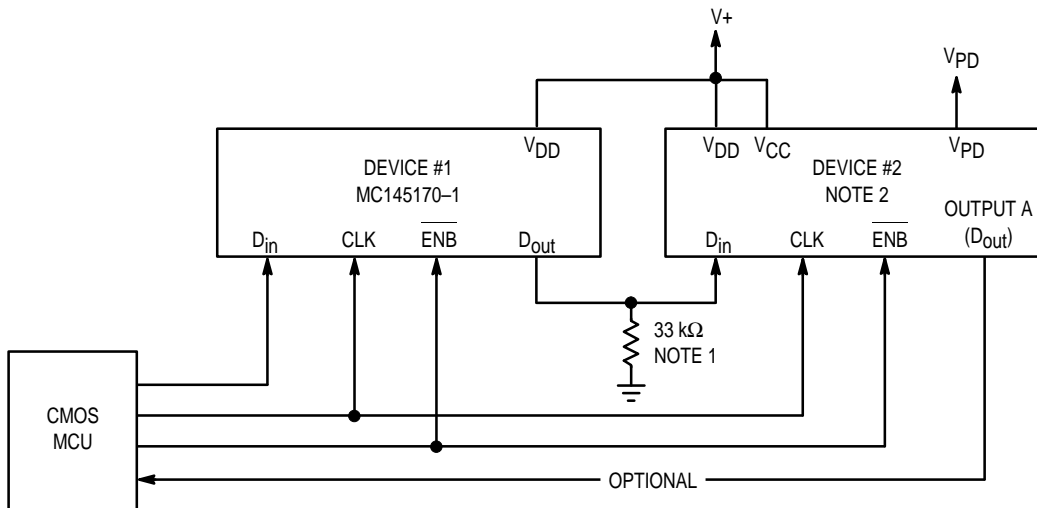 V+
VPD
VDD
VDD
VCC
VPD
DEVICE #1
MC145170–1
DEVICE #2
NOTE 2
OUTPUT A
(Dout)
Din
CLK
ENB
Dout
Din
CLK
ENB
33 kΩ
NOTE 1
CMOS
MCU
OPTIONAL